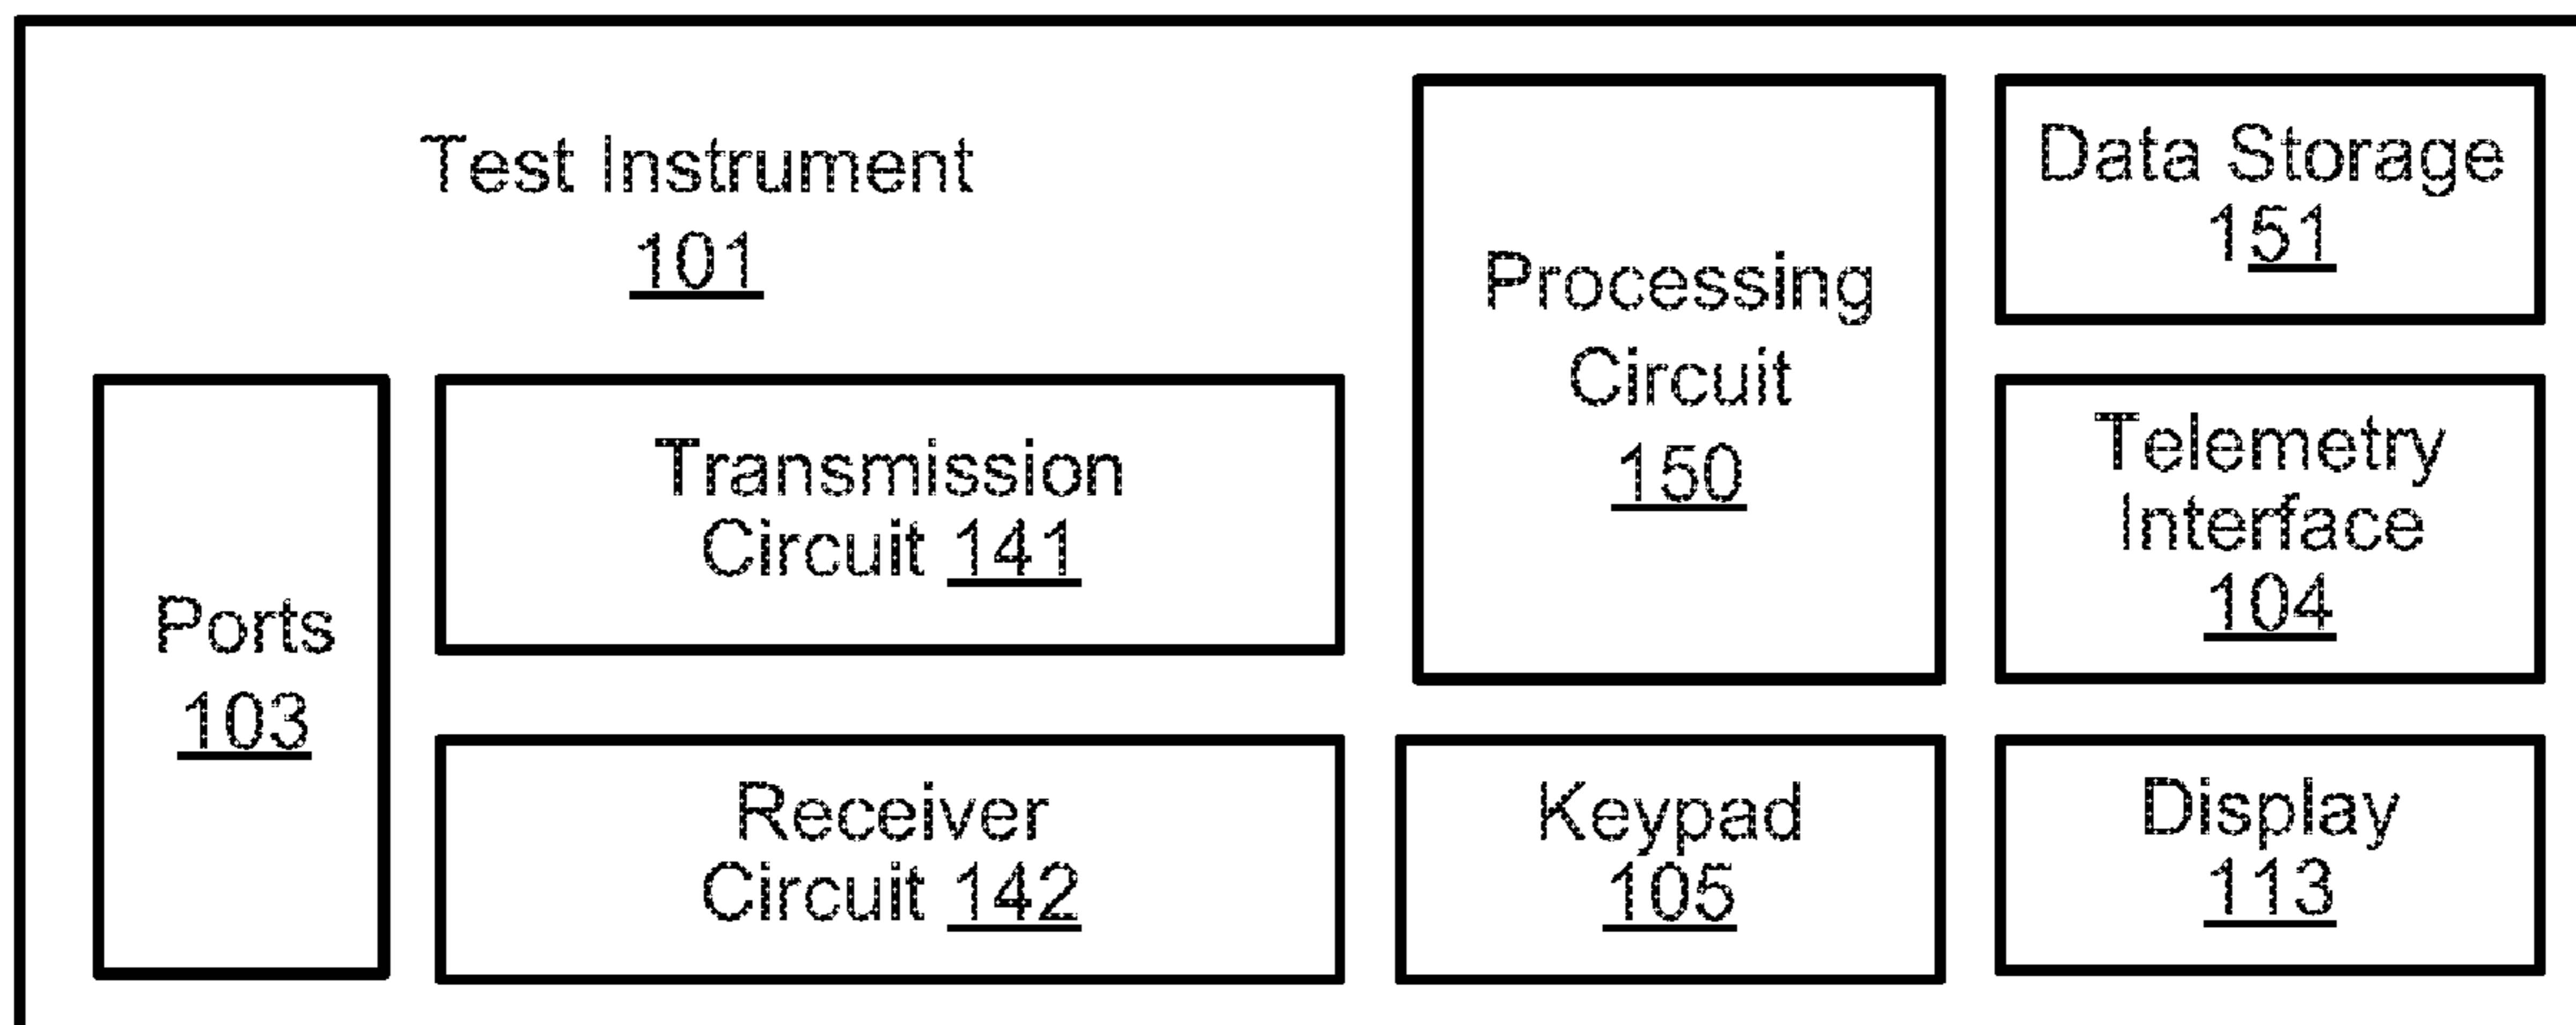 Test Instrument
101
Ports
103
Transmission
Circuit 141
Receiver
Circuit 142
Processing
Circuit
150
Keypad
105
Data Storage
151
Telemetry
Interface
104
Display
113